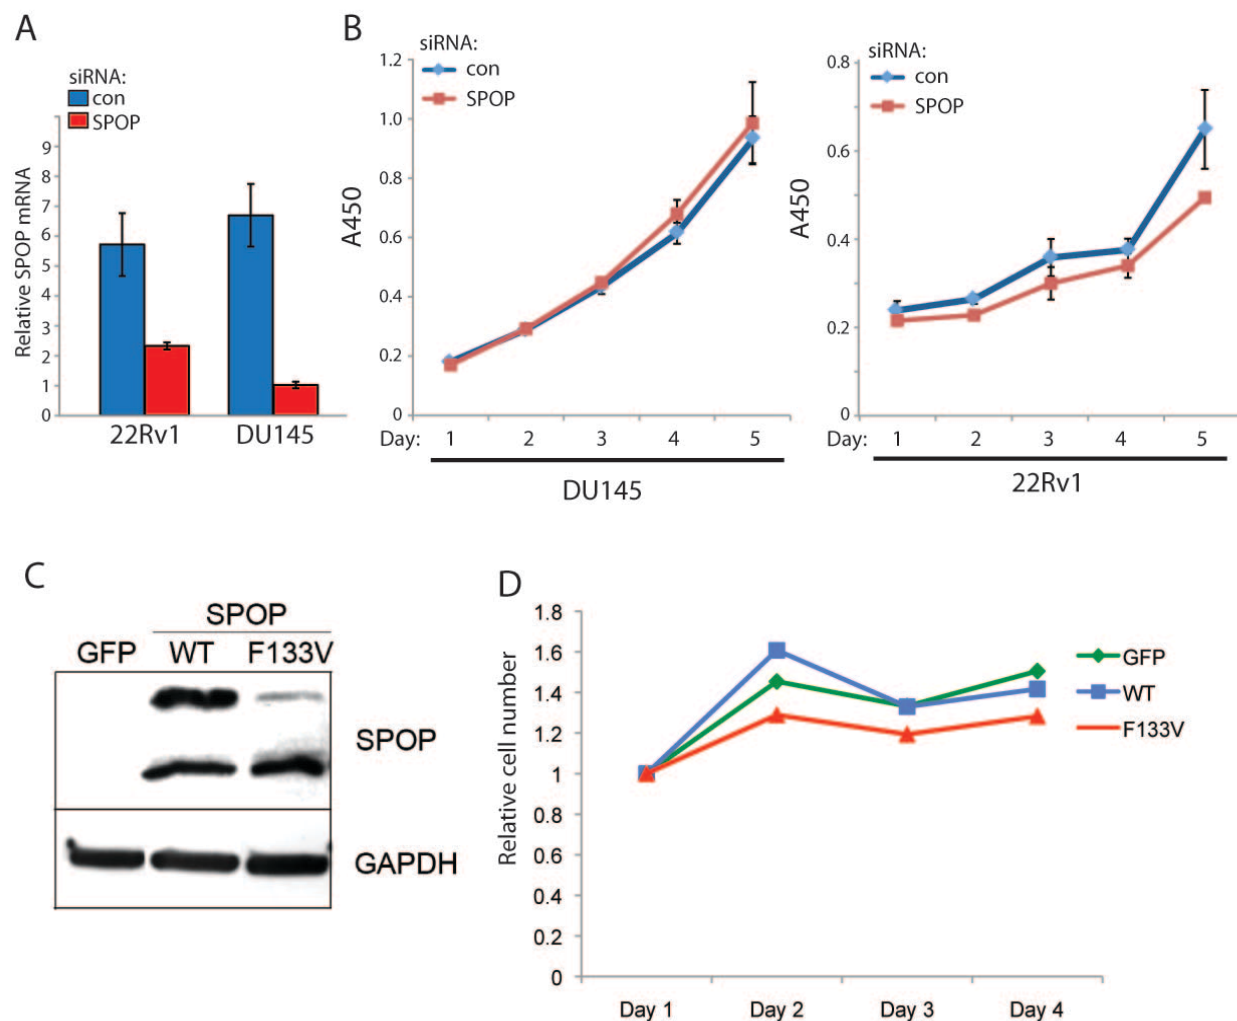 A
siRNA:
con
SPOP
Relative SPOP mRNA
9
8
7
6
5
4
3
2
1
0
22Rv1 DU145
B
siRNA:
con
SPOP
A450
1.2
1.0
0.8
0.6
0.4
0.2
0
Day: 1 2 3 4 5
DU145
siRNA:
con
SPOP
A450
0.8
0.6
0.4
0.2
0
Day: 1 2 3 4 5
22Rv1
C
SPOP
GFP WT F133V
SPOP
GAPDH
D
Relative cell number
1.8
1.6
1.4
1.2
1
0.8
0.6
0.4
0.2
0
Day 1 Day 2 Day 3 Day 4
GFP
WT
F133V